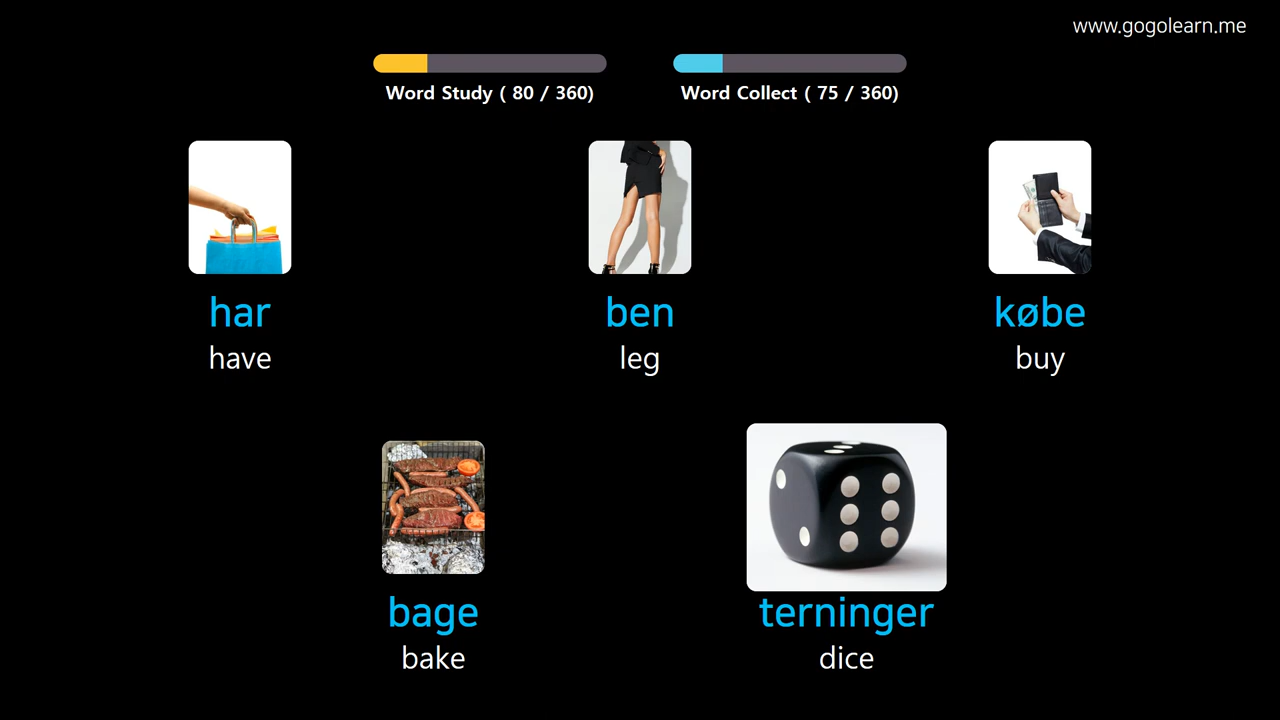 www.gogolearn.me
Word Study ( 80 / 360)
Word Collect ( 75 / 360)
har
have
ben
leg
købe
buy
bage
bake
terninger
dice